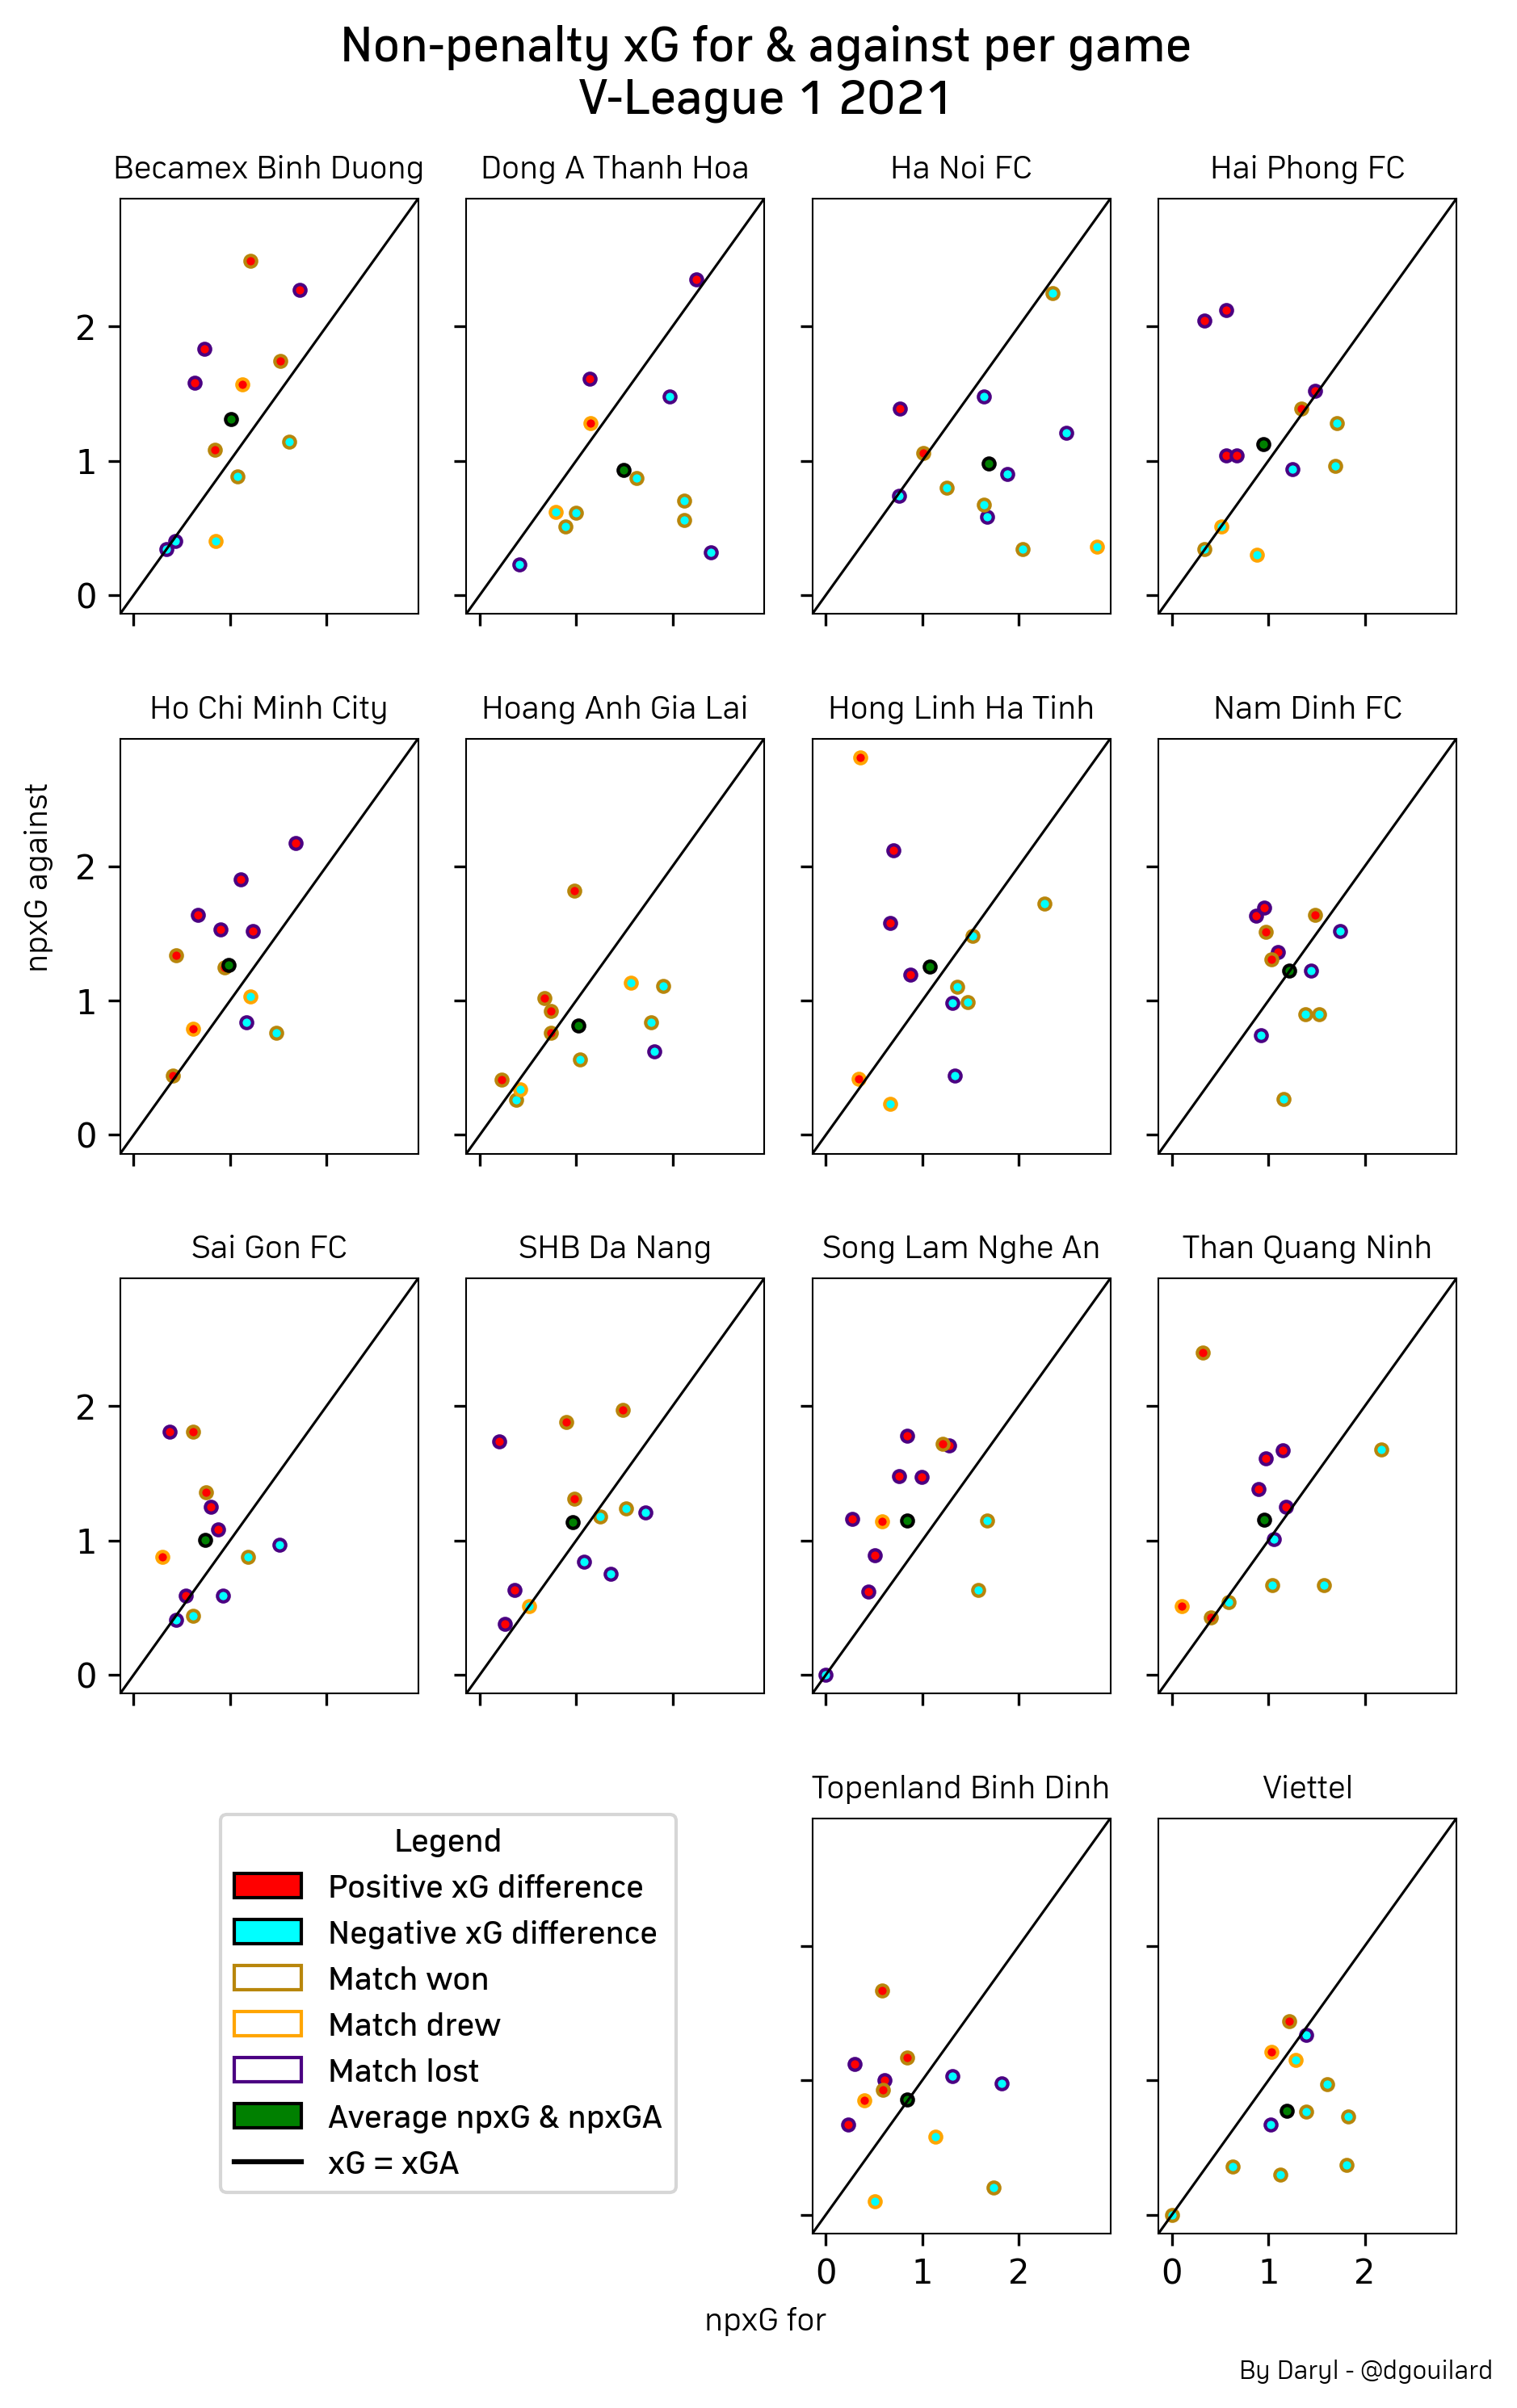 Non-penalty xG for & against per game
V-League 1 2021
Becamex Binh Duong
Dong A Thanh Hoa
Ha Noi FC
Hai Phong FC
2
1
0
Ho Chi Minh City
Hoang Anh Gia Lai
Hong Linh Ha Tinh
Nam Dinh FC
npxG against
2
1
0
Sai Gon FC
SHB Da Nang
Song Lam Nghe An
Than Quang Ninh
2
1
0
Topenland Binh Dinh
Viettel
Legend
Positive xG difference
Negative xG difference
Match won
Match drew
Match lost
Average npxG & npxGA
xG = xGA
0 1 2
0 1 2
npxG for
By Daryl - @dgouilard